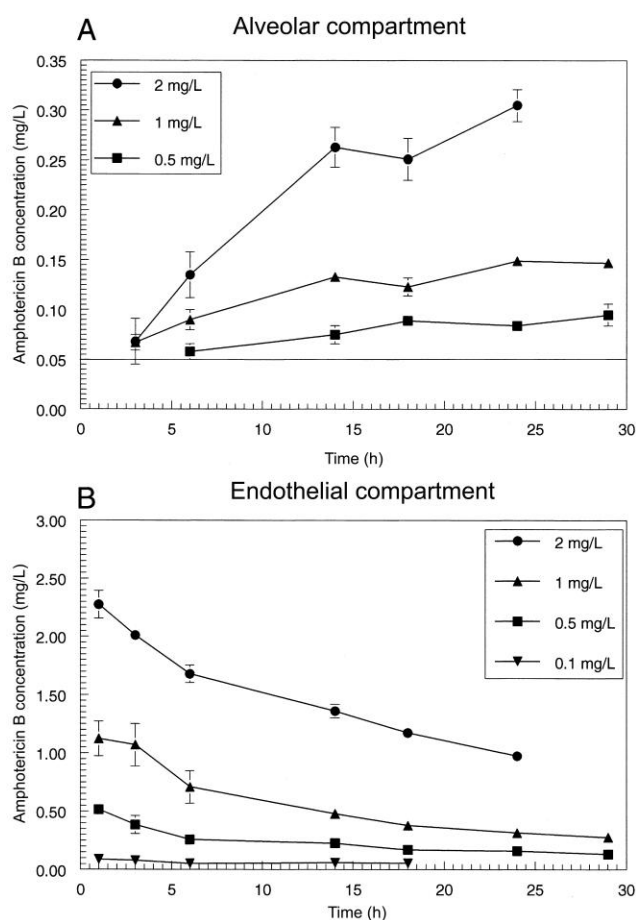 A
Alveolar compartment
Amphotericin B concentration (mg/L)
0.35
0.30
0.25
0.20
0.15
0.10
0.05
0.00
2 mg/L
1 mg/L
0.5 mg/L
0 5 10 15 20 25 30
Time (h)
B
Endothelial compartment
Amphotericin B concentration (mg/L)
3.00
2.50
2.00
1.50
1.00
0.50
0.00
2 mg/L
1 mg/L
0.5 mg/L
0.1 mg/L
0 5 10 15 20 25 30
Time (h)